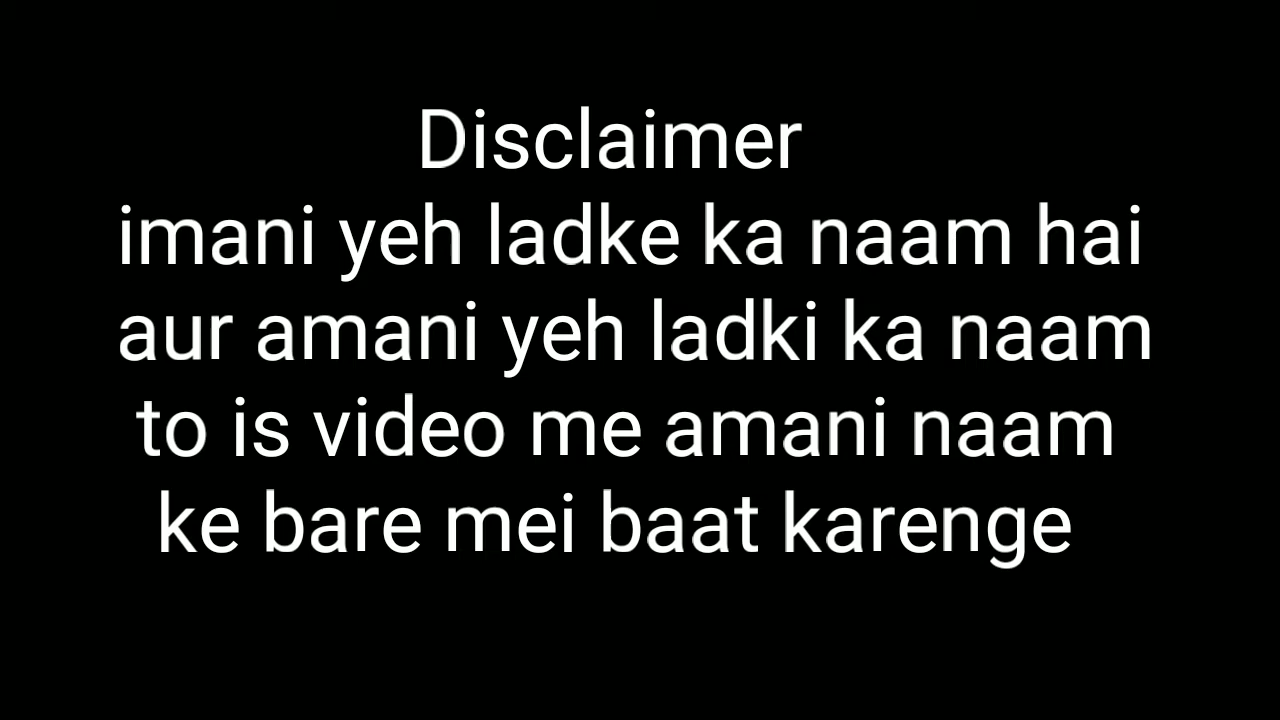 Disclaimer
imani yeh ladke ka naam hai
aur amani yeh ladki ka naam
to is video me amani naam
ke bare mei baat karenge